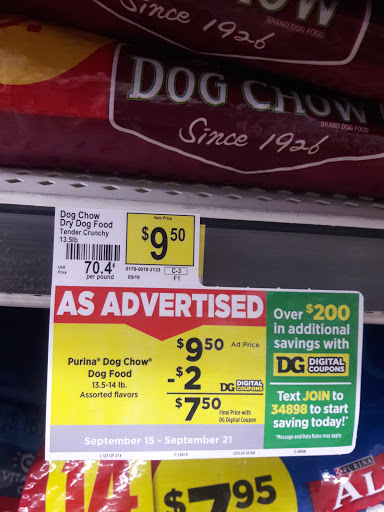 CHOW
Since 1926
BRAND DOG FOOD
DOG CHOW
BRAND DOG FOOD
Since 1926
Dog Chow
Dry Dog Food
Tender Crunchy
13.5lb
Item Price
$9.50
Unit Price
70.4¢
per pound
05/19
C-3
F1
AS ADVERTISED
Purina® Dog Chow®
Dog Food
13.5-14 lb.
Assorted flavors
$9.50 Ad Price
-$2 DG DIGITAL COUPONS
$7.50 Final Price with DG Digital Coupon
September 15 - September 21
Over $200
in additional
savings with
DG DIGITAL COUPONS
Text JOIN to
34898 to start
saving today!*
*Message and Data Rates may apply
$7.95
PURINA